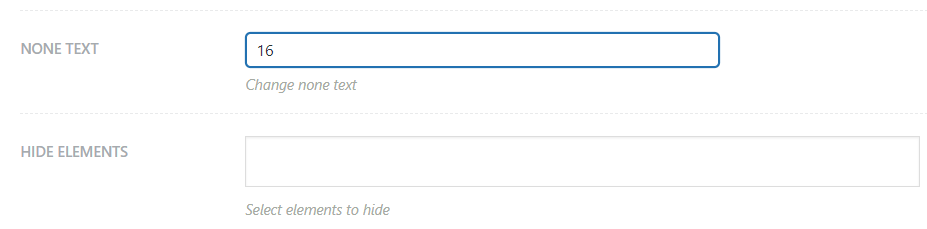 NONE TEXT
16
Change none text
HIDE ELEMENTS
Select elements to hide